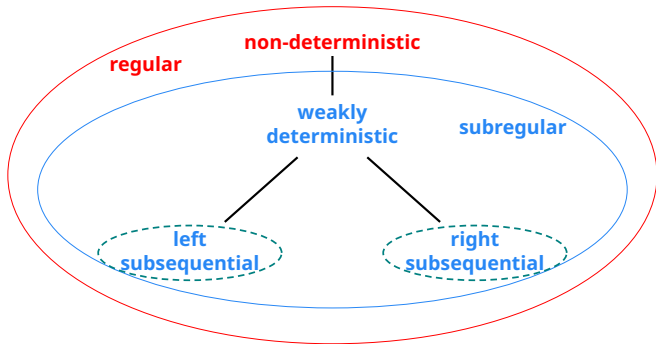 non-deterministic
regular
weakly
deterministic
subregular
left
subsequential
right
subsequential